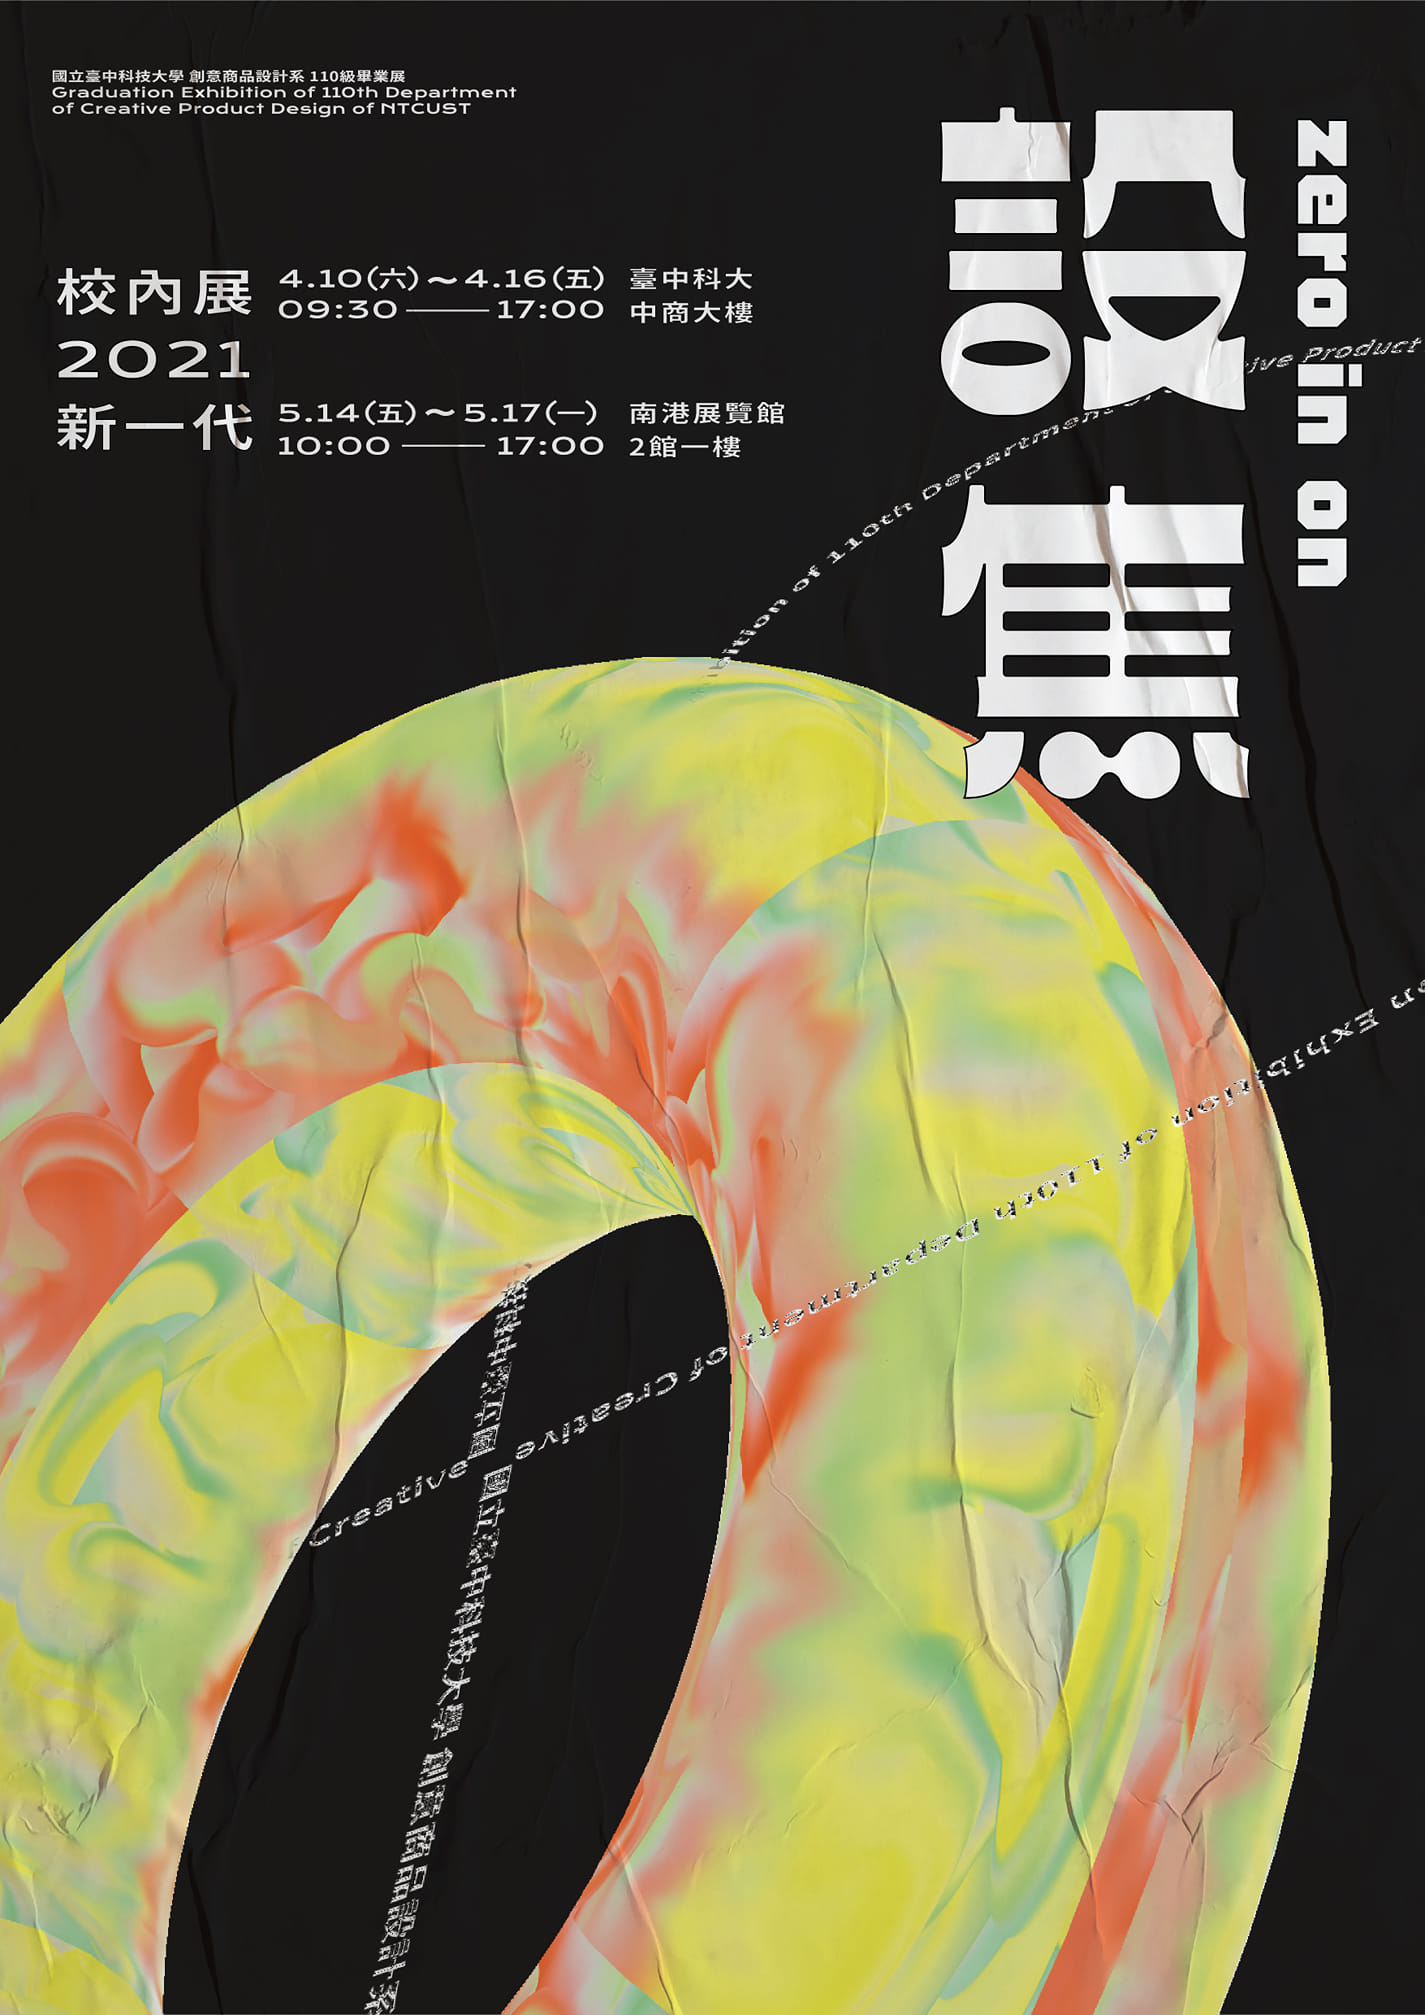 國立臺中科技大學 創意商品設計系 110級畢業展
Graduation Exhibition of 110th Department
of Creative Product Design of NTCUST
設焦
zero in on
校內展
4.10(六)～4.16(五) 臺中科大
09:30 —— 17:00 中商大樓
2021
新一代
5.14(五)～5.17(一) 南港展覽館
10:00 —— 17:00 2館一樓
ition of 110th Department of
ive Product
n Exhibition of 110th Department of Creative
Creative
國立臺中科技大學 創意商品設計系